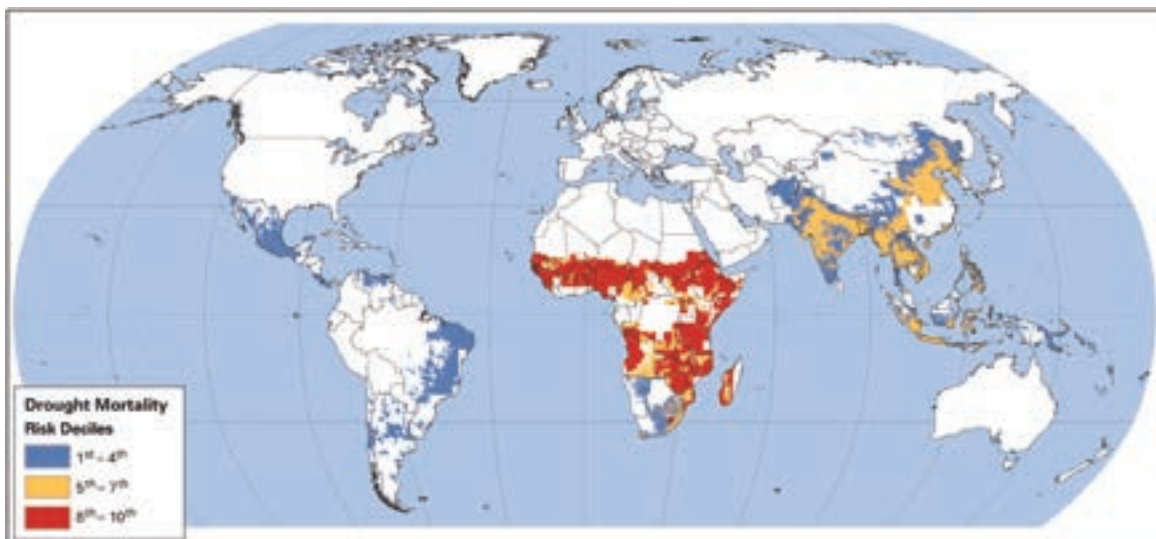 Drought Mortality
Risk Deciles
1st – 4th
5th – 7th
8th – 10th